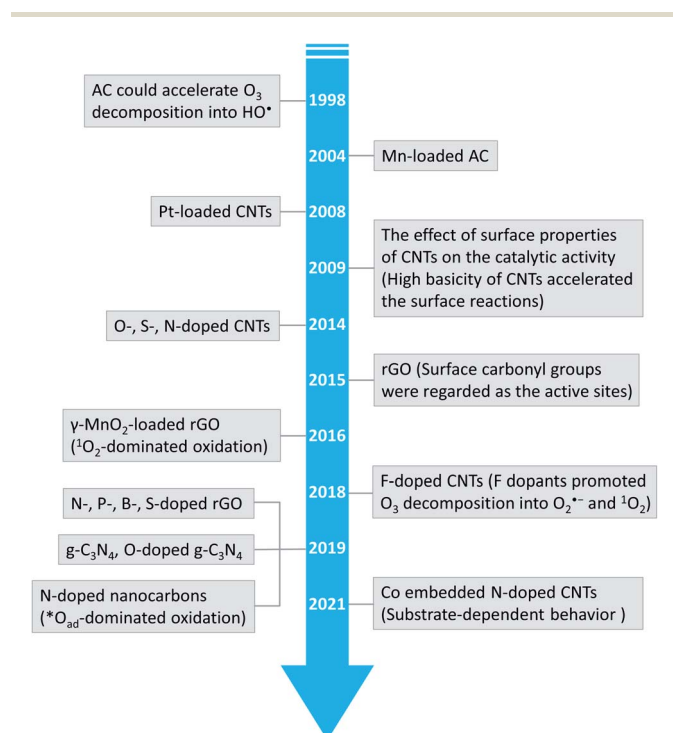 AC could accelerate O₃
decomposition into HO•
1998
2004
Mn-loaded AC
Pt-loaded CNTs
2008
The effect of surface properties
of CNTs on the catalytic activity
(High basicity of CNTs accelerated
the surface reactions)
2009
O-, S-, N-doped CNTs
2014
2015
rGO (Surface carbonyl groups
were regarded as the active sites)
γ-MnO₂-loaded rGO
(¹O₂-dominated oxidation)
2016
2018
F-doped CNTs (F dopants promoted
O₃ decomposition into O₂•⁻ and ¹O₂)
N-, P-, B-, S-doped rGO
g-C₃N₄, O-doped g-C₃N₄
2019
N-doped nanocarbons
(*Oad-dominated oxidation)
2021
Co embedded N-doped CNTs
(Substrate-dependent behavior )